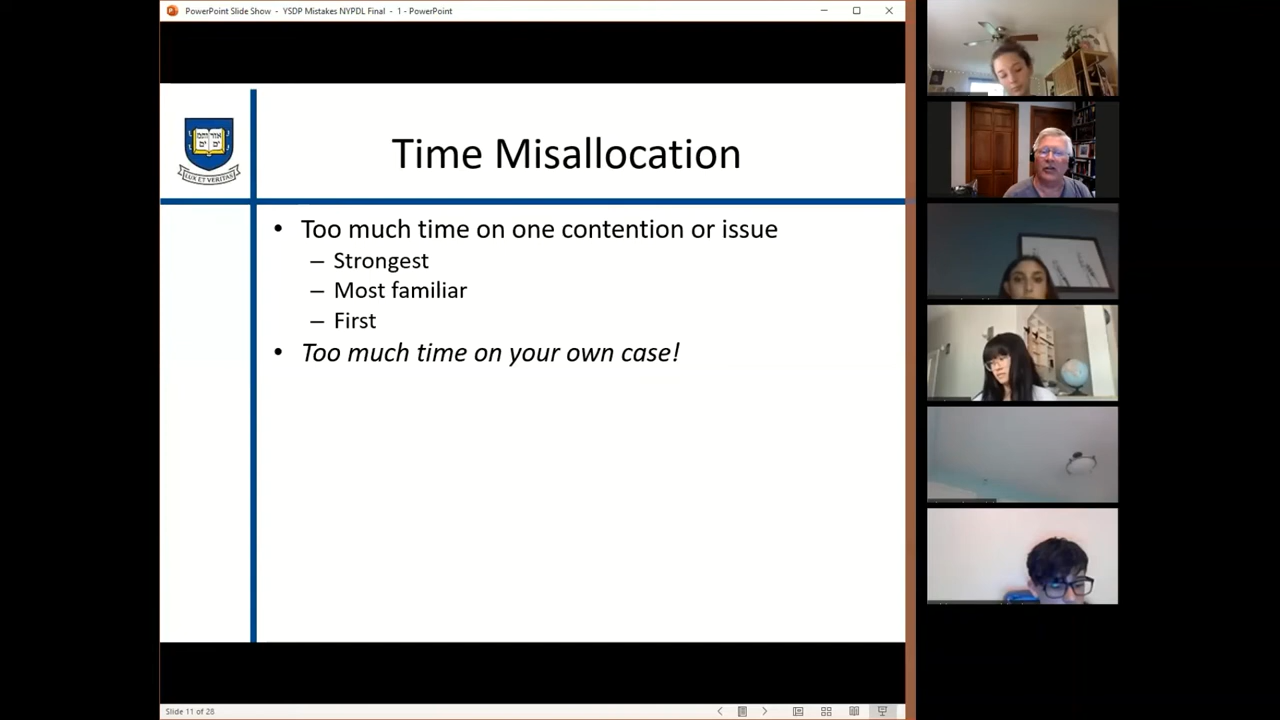 PowerPoint Slide Show - YSDP Mistakes NYPDL Final - 1 - PowerPoint
LUX ET VERITAS
Time Misallocation
• Too much time on one contention or issue
– Strongest
– Most familiar
– First
• Too much time on your own case!
Slide 11 of 28